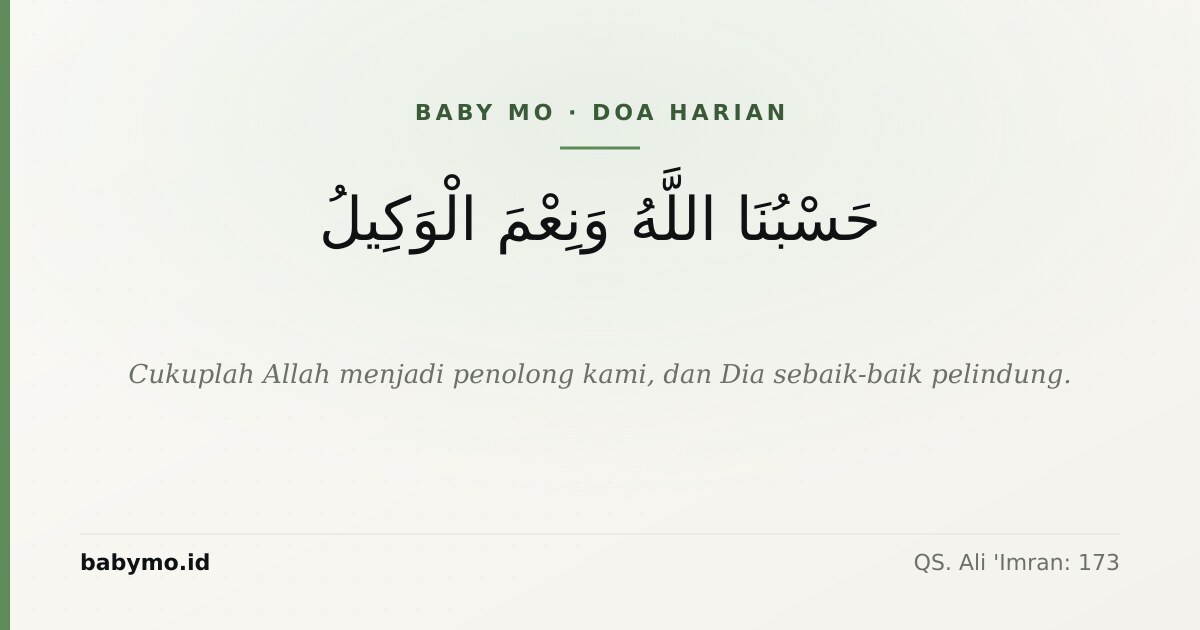 BABY MO · DOA HARIAN
حَسْبُنَا اللَّهُ وَنِعْمَ الْوَكِيلُ
Cukuplah Allah menjadi penolong kami, dan Dia sebaik-baik pelindung.
babymo.id
QS. Ali 'Imran: 173